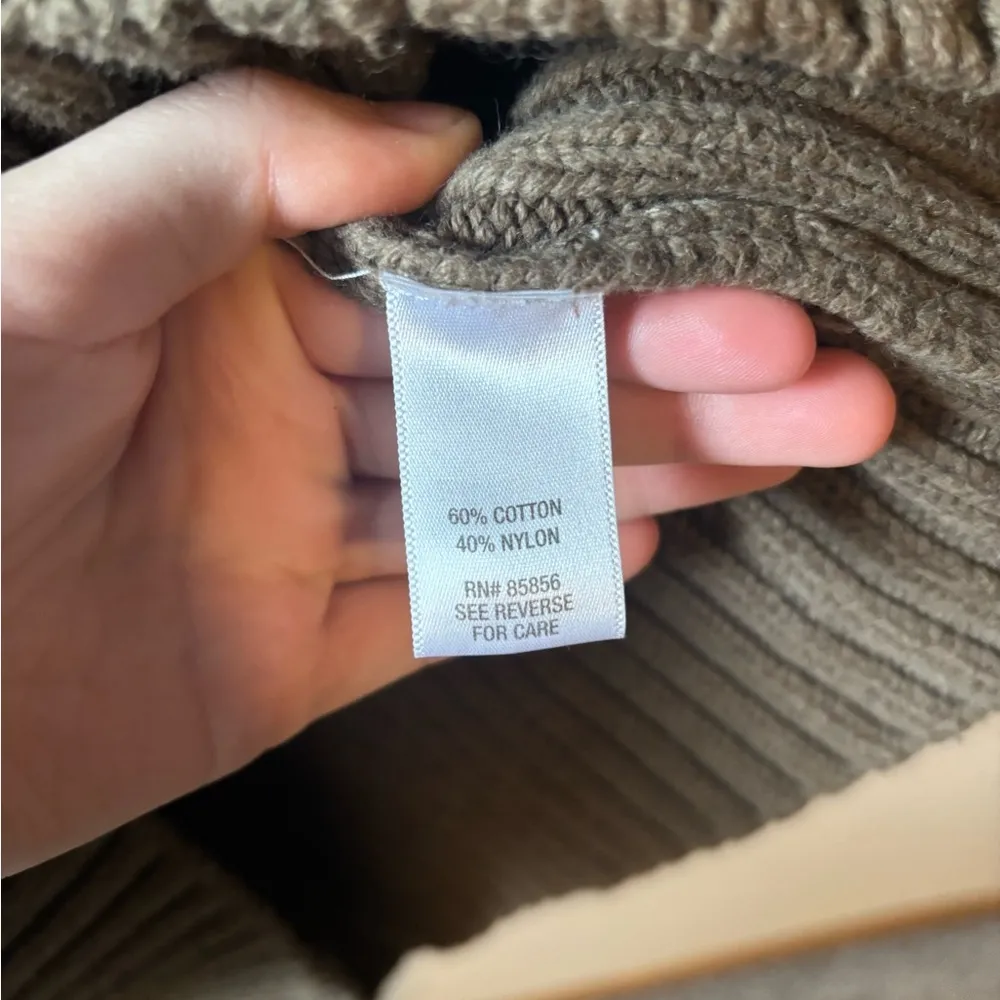 60% COTTON
40% NYLON
RN# 85856
SEE REVERSE
FOR CARE